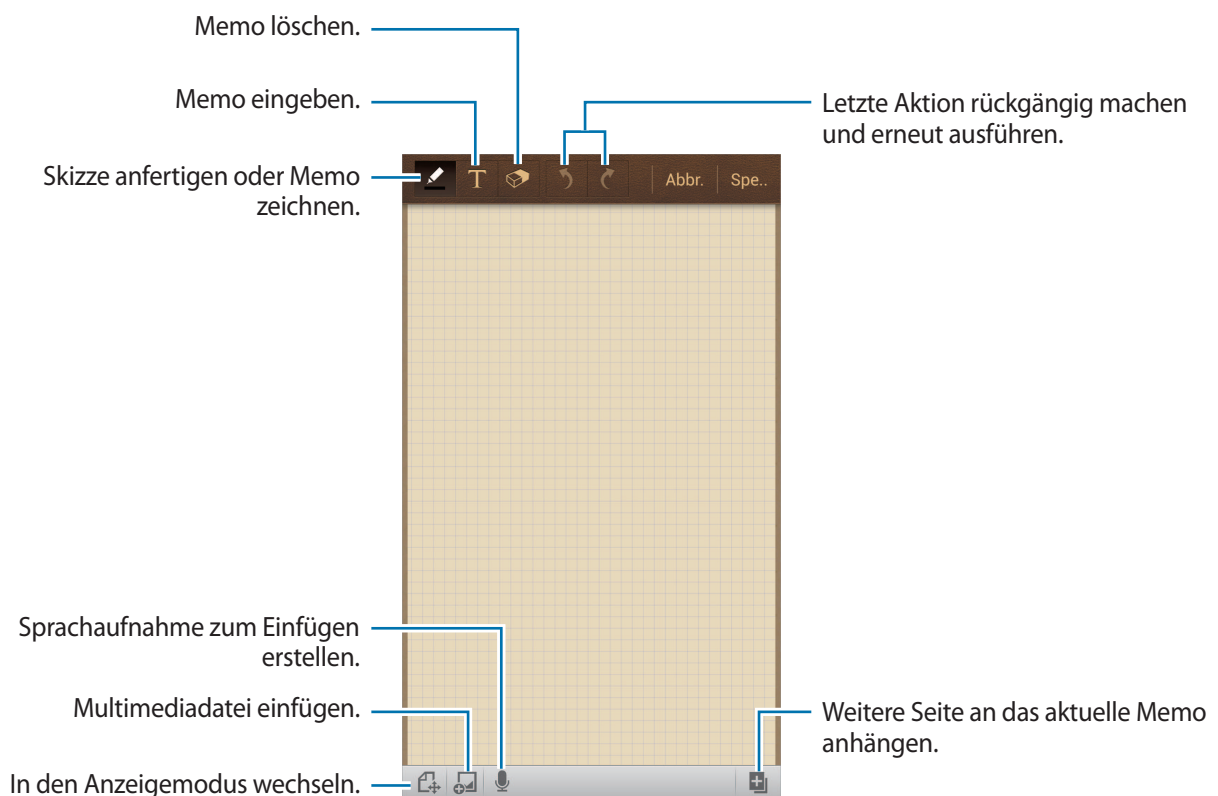 Memo löschen.
Memo eingeben.
Letzte Aktion rückgängig machen
und erneut ausführen.
Skizze anfertigen oder Memo
zeichnen.
T
Abbr.
Spe..
Sprachaufnahme zum Einfügen
erstellen.
Multimediadatei einfügen.
Weitere Seite an das aktuelle Memo
anhängen.
In den Anzeigemodus wechseln.